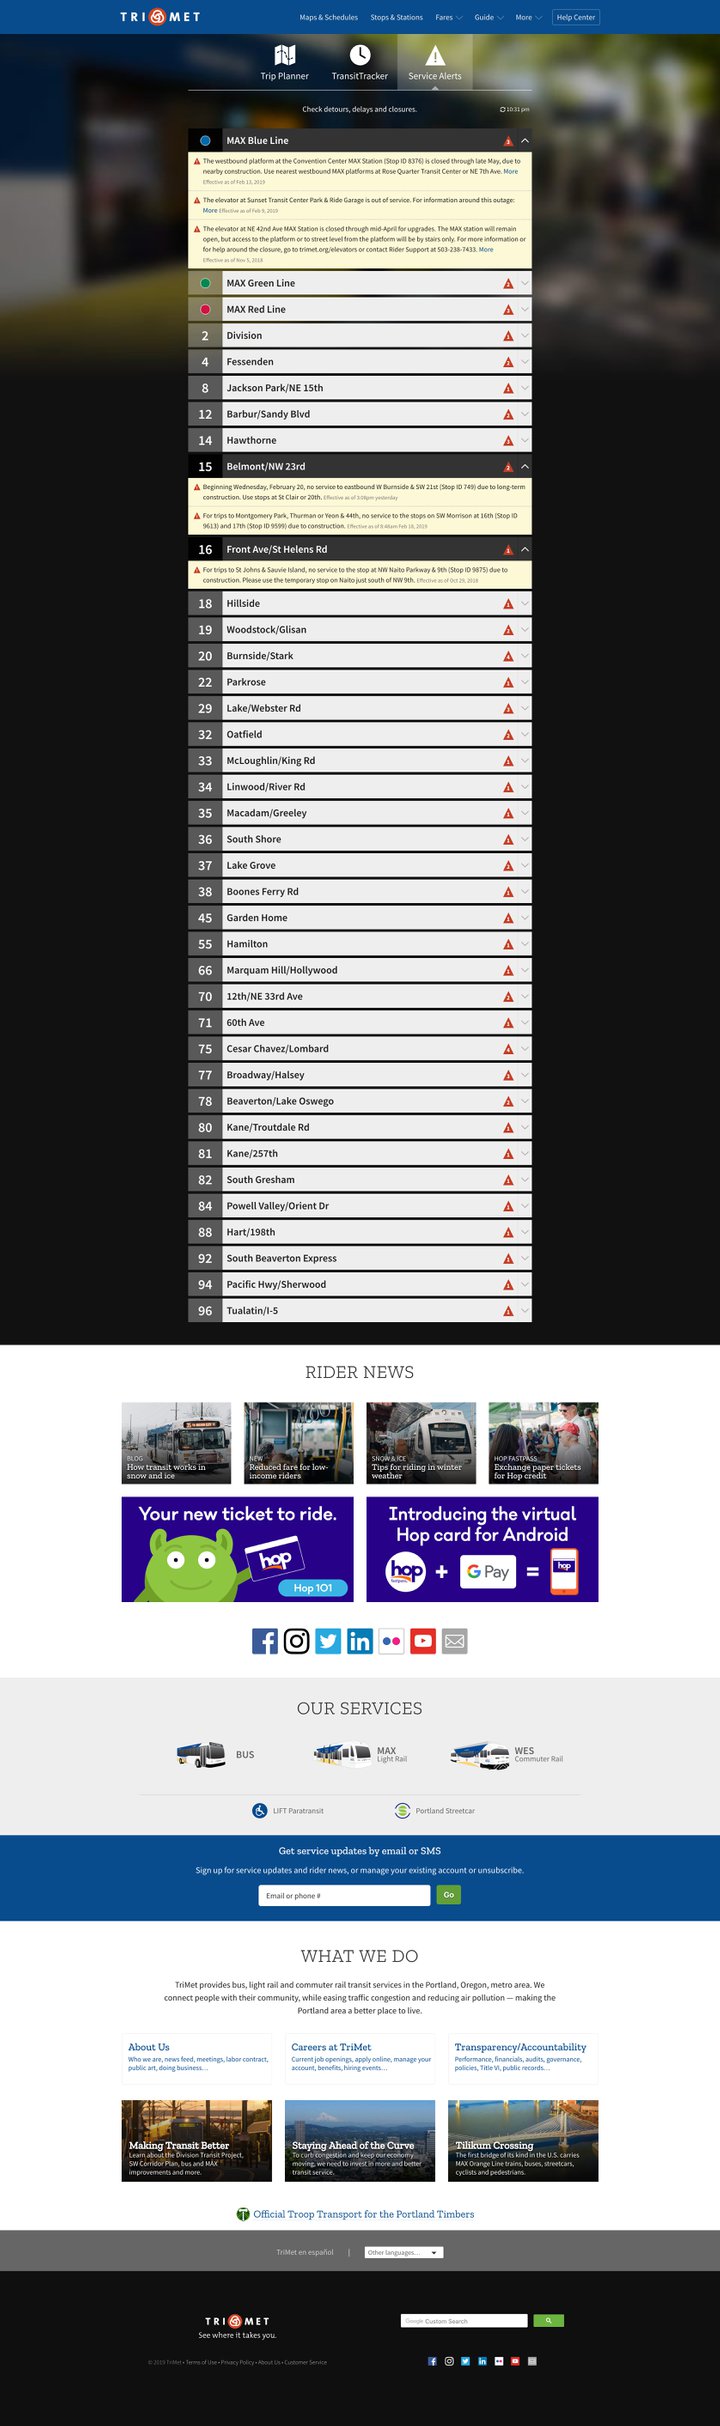 TRI MET
Maps & Schedules Stops & Stations Fares Guide More Help Center
Trip Planner TransitTracker Service Alerts
Check detours, delays and closures. 10:31 pm
MAX Blue Line 3
The westbound platform at the Convention Center MAX Station (Stop ID 8376) is closed through late May, due to
nearby construction. Use nearest westbound MAX platforms at Rose Quarter Transit Center or NE 7th Ave. More
Effective as of Feb 13, 2019
The elevator at Sunset Transit Center Park & Ride Garage is out of service. For information around this outage:
More Effective as of Feb 9, 2019
The elevator at NE 42nd Ave MAX Station is closed through mid-April for upgrades. The MAX station will remain
open, but access to the platform or to street level from the platform will be by stairs only. For more information or
for help around the closure, go to trimet.org/elevators or contact Rider Support at 503-238-7433. More
Effective as of Nov 5, 2018
MAX Green Line
MAX Red Line
2 Division
4 Fessenden
8 Jackson Park/NE 15th
12 Barbur/Sandy Blvd
14 Hawthorne
15 Belmont/NW 23rd 2
Beginning Wednesday, February 20, no service to eastbound W Burnside & SW 21st (Stop ID 749) due to long-term
construction. Use stops at St Clair or 20th. Effective as of 3:08pm yesterday
For trips to Montgomery Park, Thurman or Yeon & 44th, no service to the stops on SW Morrison at 16th (Stop ID
9613) and 17th (Stop ID 9599) due to construction. Effective as of 8:48am Feb 18, 2019
16 Front Ave/St Helens Rd 1
For trips to St Johns & Sauvie Island, no service to the stop at NW Naito Parkway & 9th (Stop ID 9875) due to
construction. Please use the temporary stop on Naito just south of NW 9th. Effective as of Oct 29, 2018
18 Hillside
19 Woodstock/Glisan
20 Burnside/Stark
22 Parkrose
29 Lake/Webster Rd
32 Oatfield
33 McLoughlin/King Rd
34 Linwood/River Rd
35 Macadam/Greeley
36 South Shore
37 Lake Grove
38 Boones Ferry Rd
45 Garden Home
55 Hamilton
66 Marquam Hill/Hollywood
70 12th/NE 33rd Ave
71 60th Ave
75 Cesar Chavez/Lombard
77 Broadway/Halsey
78 Beaverton/Lake Oswego
80 Kane/Troutdale Rd
81 Kane/257th
82 South Gresham
84 Powell Valley/Orient Dr
88 Hart/198th
92 South Beaverton Express
94 Pacific Hwy/Sherwood
96 Tualatin/I-5
RIDER NEWS
BLOG
How transit works in
snow and ice
NEW
Reduced fare for low-
income riders
SNOW & ICE
Tips for riding in winter
weather
HOP FASTPASS
Exchange paper tickets
for Hop credit
Your new ticket to ride.
hop
Hop 101
Introducing the virtual
Hop card for Android
hop + G Pay = hop
OUR SERVICES
BUS
MAX
Light Rail
WES
Commuter Rail
LIFT Paratransit
Portland Streetcar
Get service updates by email or SMS
Sign up for service updates and rider news, or manage your existing account or unsubscribe.
Email or phone # Go
WHAT WE DO
TriMet provides bus, light rail and commuter rail transit services in the Portland, Oregon, metro area. We
connect people with their community, while easing traffic congestion and reducing air pollution — making the
Portland area a better place to live.
About Us
Who we are, news feed, meetings, labor contract,
public art, doing business…
Careers at TriMet
Current job openings, apply online, manage your
account, benefits, hiring events…
Transparency/Accountability
Performance, financials, audits, governance,
policies, Title VI, public records…
Making Transit Better
Learn about the Division Transit Project,
SW Corridor Plan, bus and MAX
improvements and more.
Staying Ahead of the Curve
To curb congestion and keep our economy
moving, we need to invest in more and better
transit service.
Tilikum Crossing
The first bridge of its kind in the U.S. carries
MAX Orange Line trains, buses, streetcars,
cyclists and pedestrians.
Official Troop Transport for the Portland Timbers
TriMet en español | Other languages…
TRI MET
See where it takes you.
Google Custom Search
© 2019 TriMet • Terms of Use • Privacy Policy • About Us • Customer Service